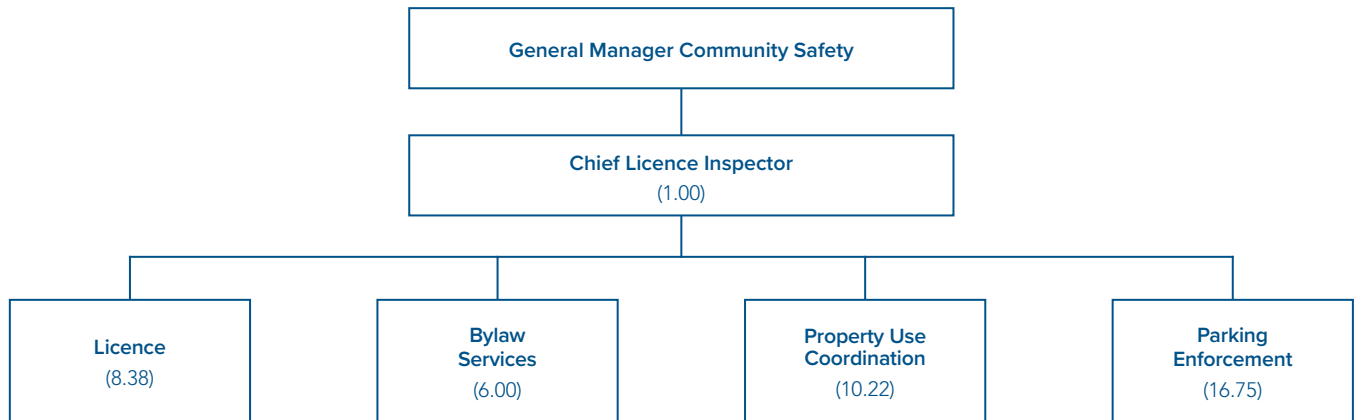 General Manager Community Safety
Chief Licence Inspector
(1.00)
Licence
(8.38)
Bylaw
Services
(6.00)
Property Use
Coordination
(10.22)
Parking
Enforcement
(16.75)